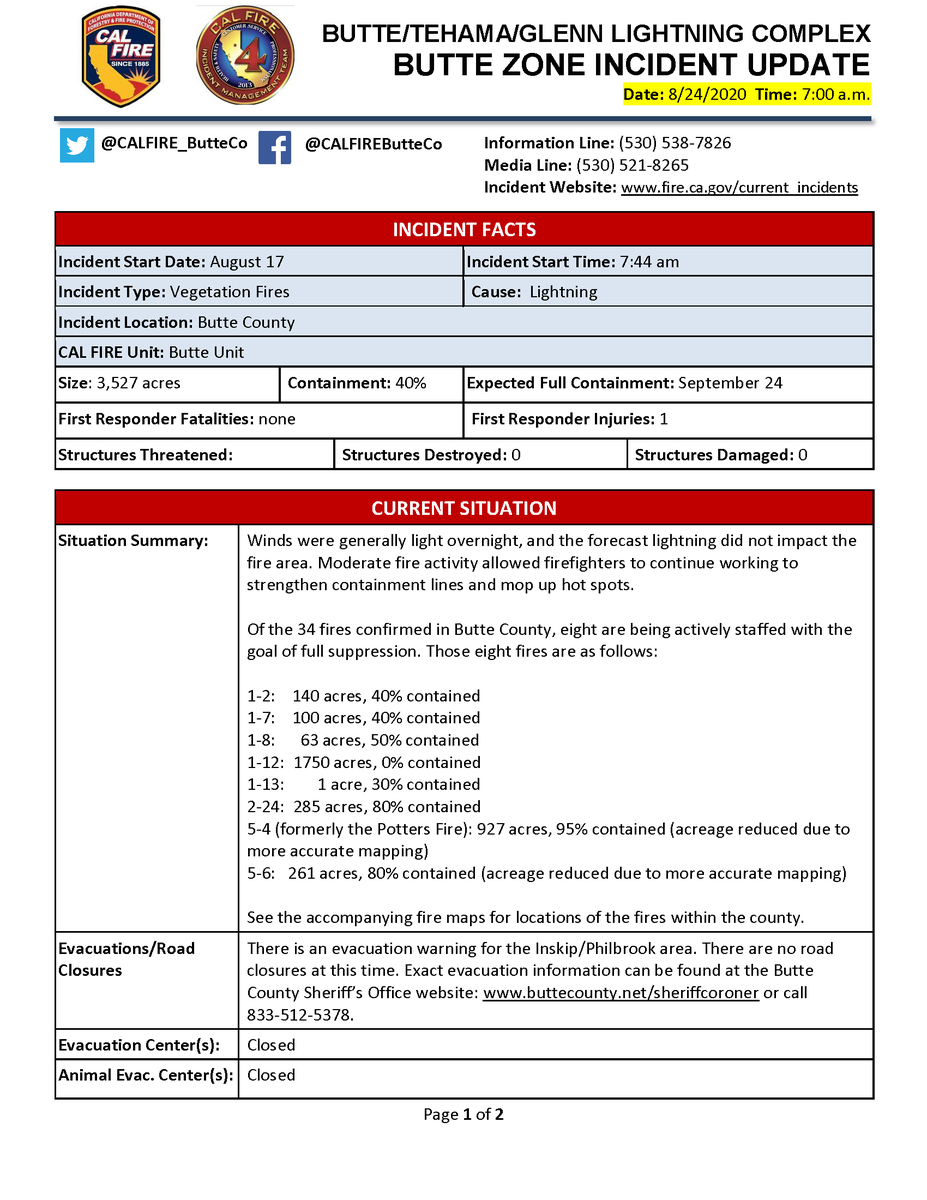 CALIFORNIA DEPARTMENT OF
FORESTRY & FIRE PROTECTION
CAL
FIRE
SINCE 1885
CAL FIRE
CUSTOMER SERVICE
4
2013
INCIDENT MANAGEMENT TEAM
BUTTE/TEHAMA/GLENN LIGHTNING COMPLEX
BUTTE ZONE INCIDENT UPDATE
Date: 8/24/2020 Time: 7:00 a.m.
@CALFIRE_ButteCo @CALFIREButteCo
Information Line: (530) 538-7826
Media Line: (530) 521-8265
Incident Website: www.fire.ca.gov/current_incidents
INCIDENT FACTS
Incident Start Date: August 17 Incident Start Time: 7:44 am
Incident Type: Vegetation Fires Cause: Lightning
Incident Location: Butte County
CAL FIRE Unit: Butte Unit
Size: 3,527 acres Containment: 40% Expected Full Containment: September 24
First Responder Fatalities: none First Responder Injuries: 1
Structures Threatened: Structures Destroyed: 0 Structures Damaged: 0
CURRENT SITUATION
Situation Summary:
Winds were generally light overnight, and the forecast lightning did not impact the
fire area. Moderate fire activity allowed firefighters to continue working to
strengthen containment lines and mop up hot spots.
Of the 34 fires confirmed in Butte County, eight are being actively staffed with the
goal of full suppression. Those eight fires are as follows:
1-2: 140 acres, 40% contained
1-7: 100 acres, 40% contained
1-8: 63 acres, 50% contained
1-12: 1750 acres, 0% contained
1-13: 1 acre, 30% contained
2-24: 285 acres, 80% contained
5-4 (formerly the Potters Fire): 927 acres, 95% contained (acreage reduced due to
more accurate mapping)
5-6: 261 acres, 80% contained (acreage reduced due to more accurate mapping)
See the accompanying fire maps for locations of the fires within the county.
Evacuations/Road
Closures
There is an evacuation warning for the Inskip/Philbrook area. There are no road
closures at this time. Exact evacuation information can be found at the Butte
County Sheriff's Office website: www.buttecounty.net/sheriffcoroner or call
833-512-5378.
Evacuation Center(s): Closed
Animal Evac. Center(s): Closed
Page 1 of 2